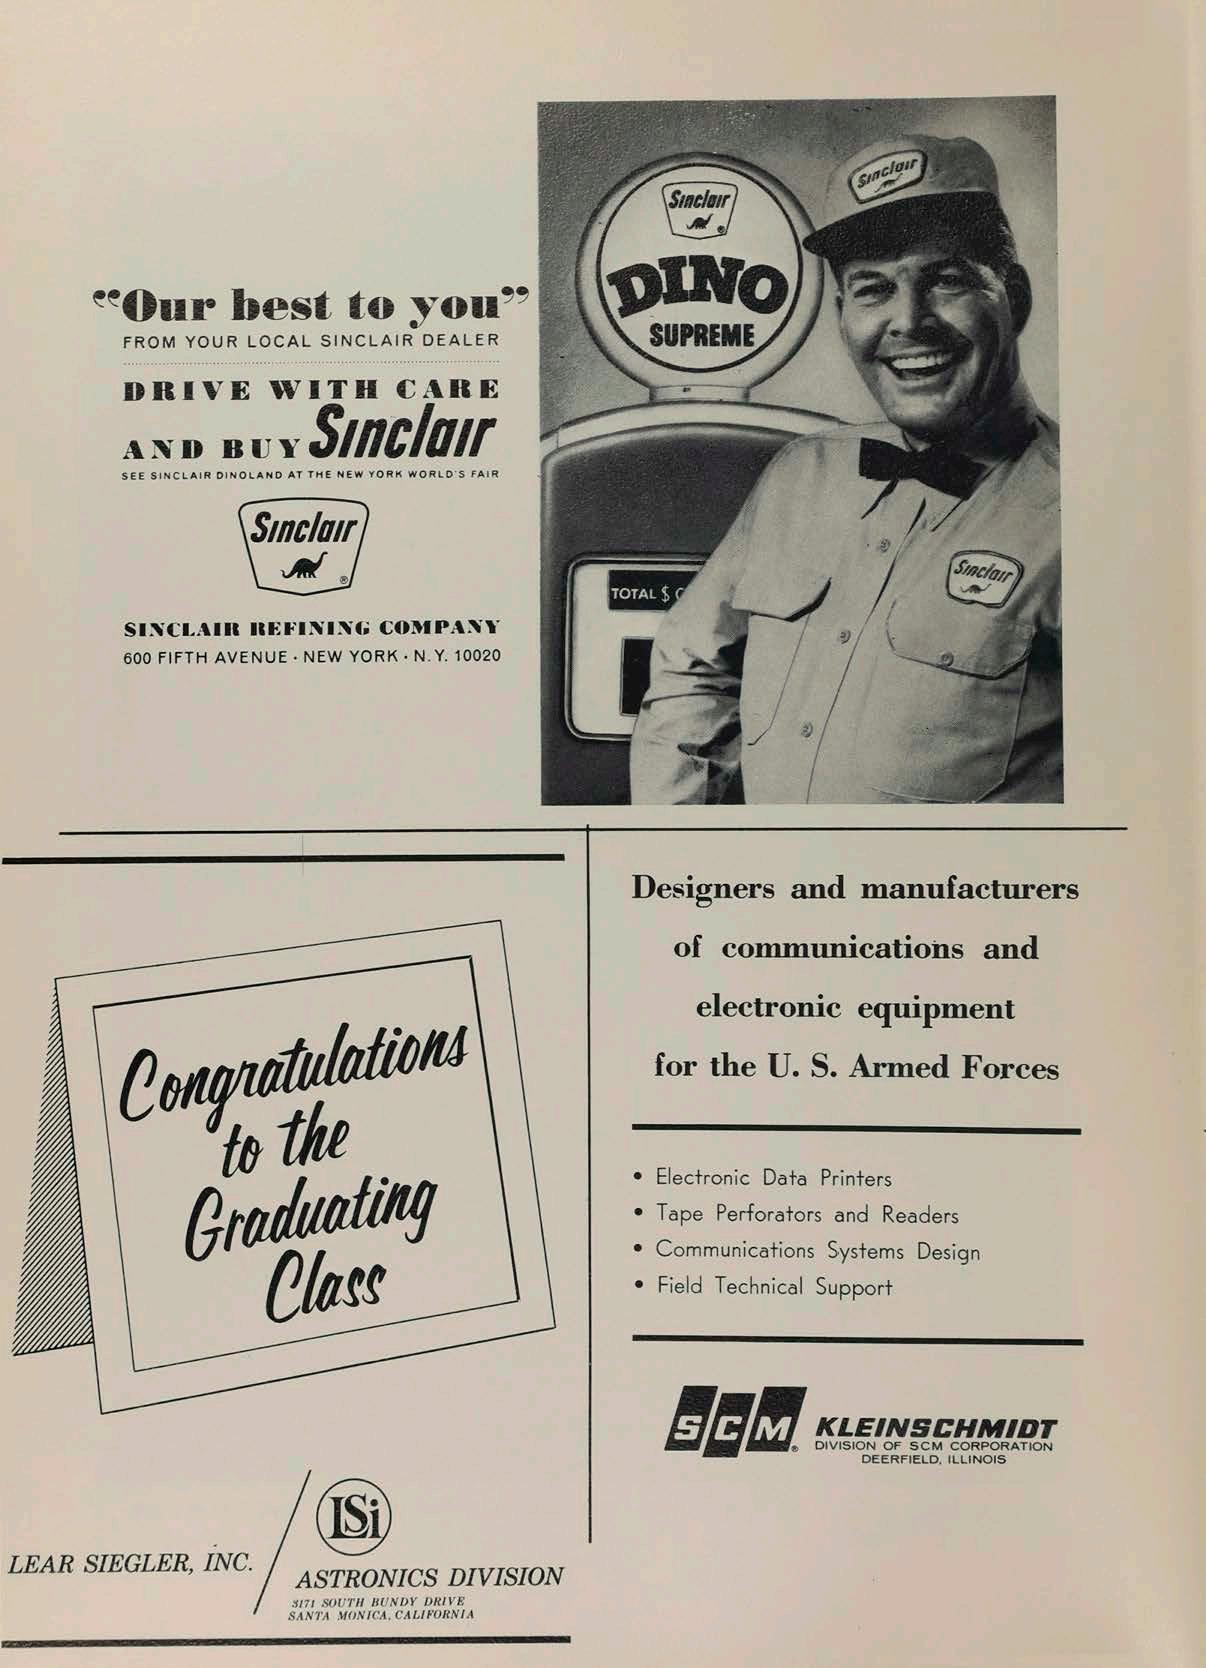 “Our best to you”
FROM YOUR LOCAL SINCLAIR DEALER
DRIVE WITH CARE
AND BUY Sinclair
SEE SINCLAIR DINOLAND AT THE NEW YORK WORLD'S FAIR
Sinclair
®
SINCLAIR REFINING COMPANY
600 FIFTH AVENUE · NEW YORK · N. Y. 10020
Sinclair
®
DINO
SUPREME
TOTAL $
Sinclair
Sinclair
Congratulations
to the
Graduating
Class
LEAR SIEGLER, INC.
LSi
ASTRONICS DIVISION
3171 SOUTH BUNDY DRIVE
SANTA MONICA, CALIFORNIA
Designers and manufacturers
of communications and
electronic equipment
for the U. S. Armed Forces
• Electronic Data Printers
• Tape Perforators and Readers
• Communications Systems Design
• Field Technical Support
SCM® KLEINSCHMIDT
DIVISION OF SCM CORPORATION
DEERFIELD, ILLINOIS